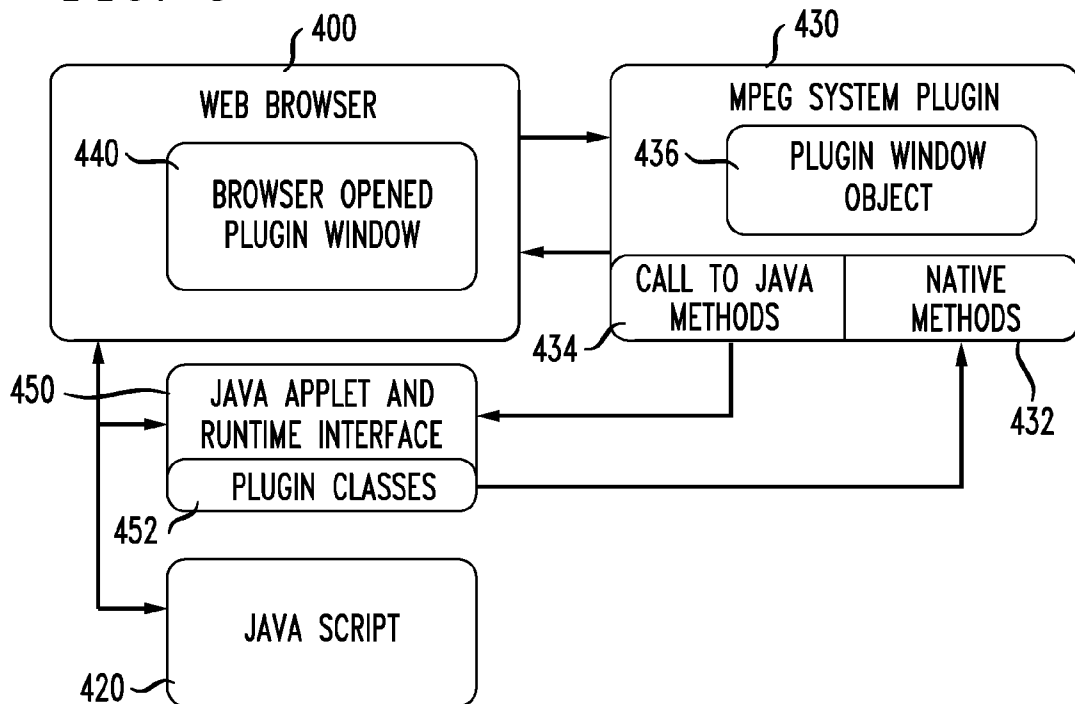 400
430
WEB BROWSER
MPEG SYSTEM PLUGIN
440
BROWSER OPENED
PLUGIN WINDOW
436
PLUGIN WINDOW
OBJECT
CALL TO JAVA
METHODS
434
NATIVE
METHODS
432
450
JAVA APPLET AND
RUNTIME INTERFACE
PLUGIN CLASSES
452
JAVA SCRIPT
420